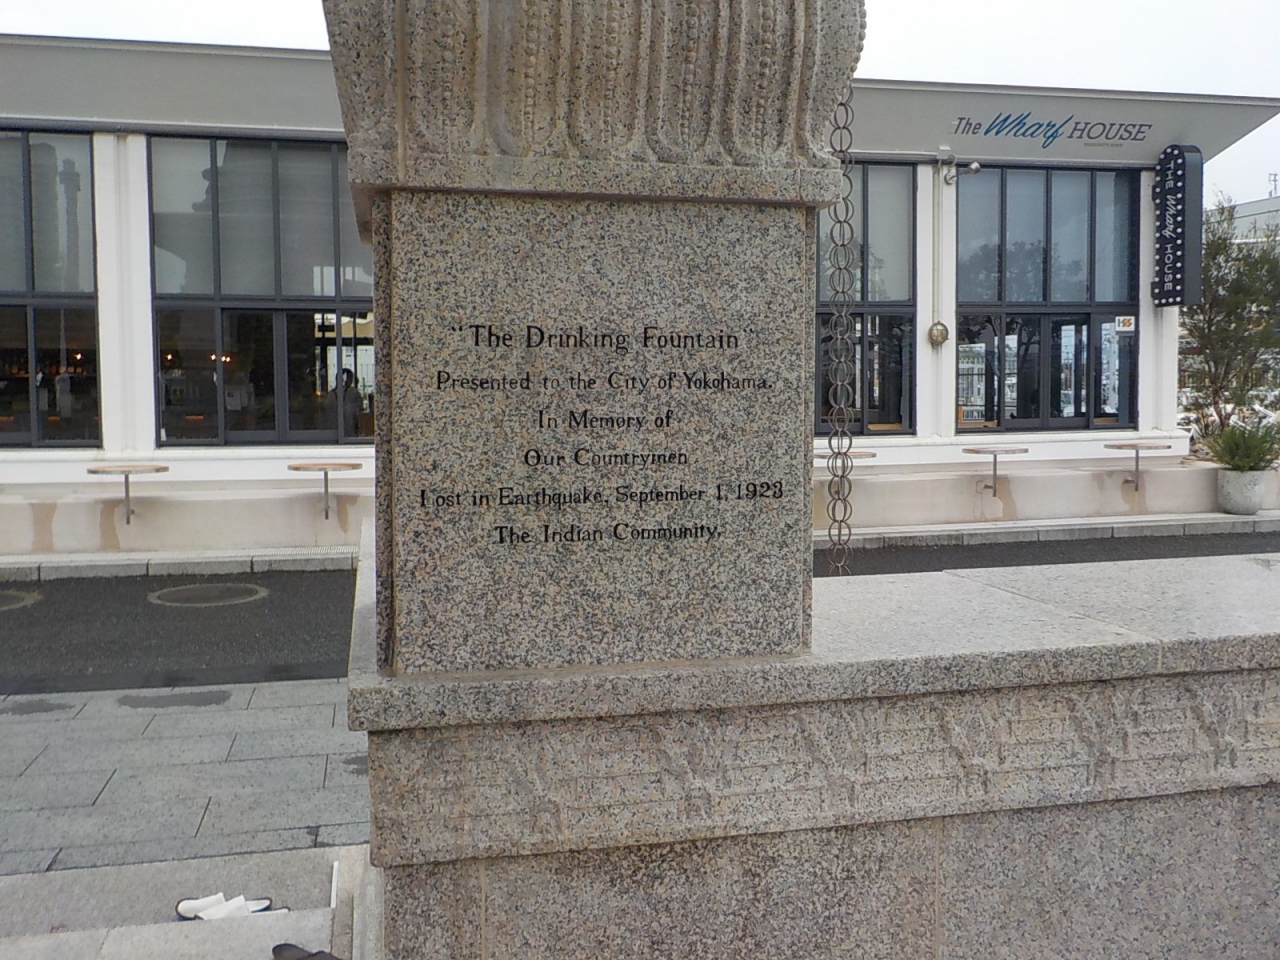 The Wharf HOUSE
THE Wharf HOUSE
"The Drinking Fountain
Presented to the City of Yokohama,
In Memory of
Our Countrymen
Lost in Earthquake, September 1, 1923
The Indian Community,